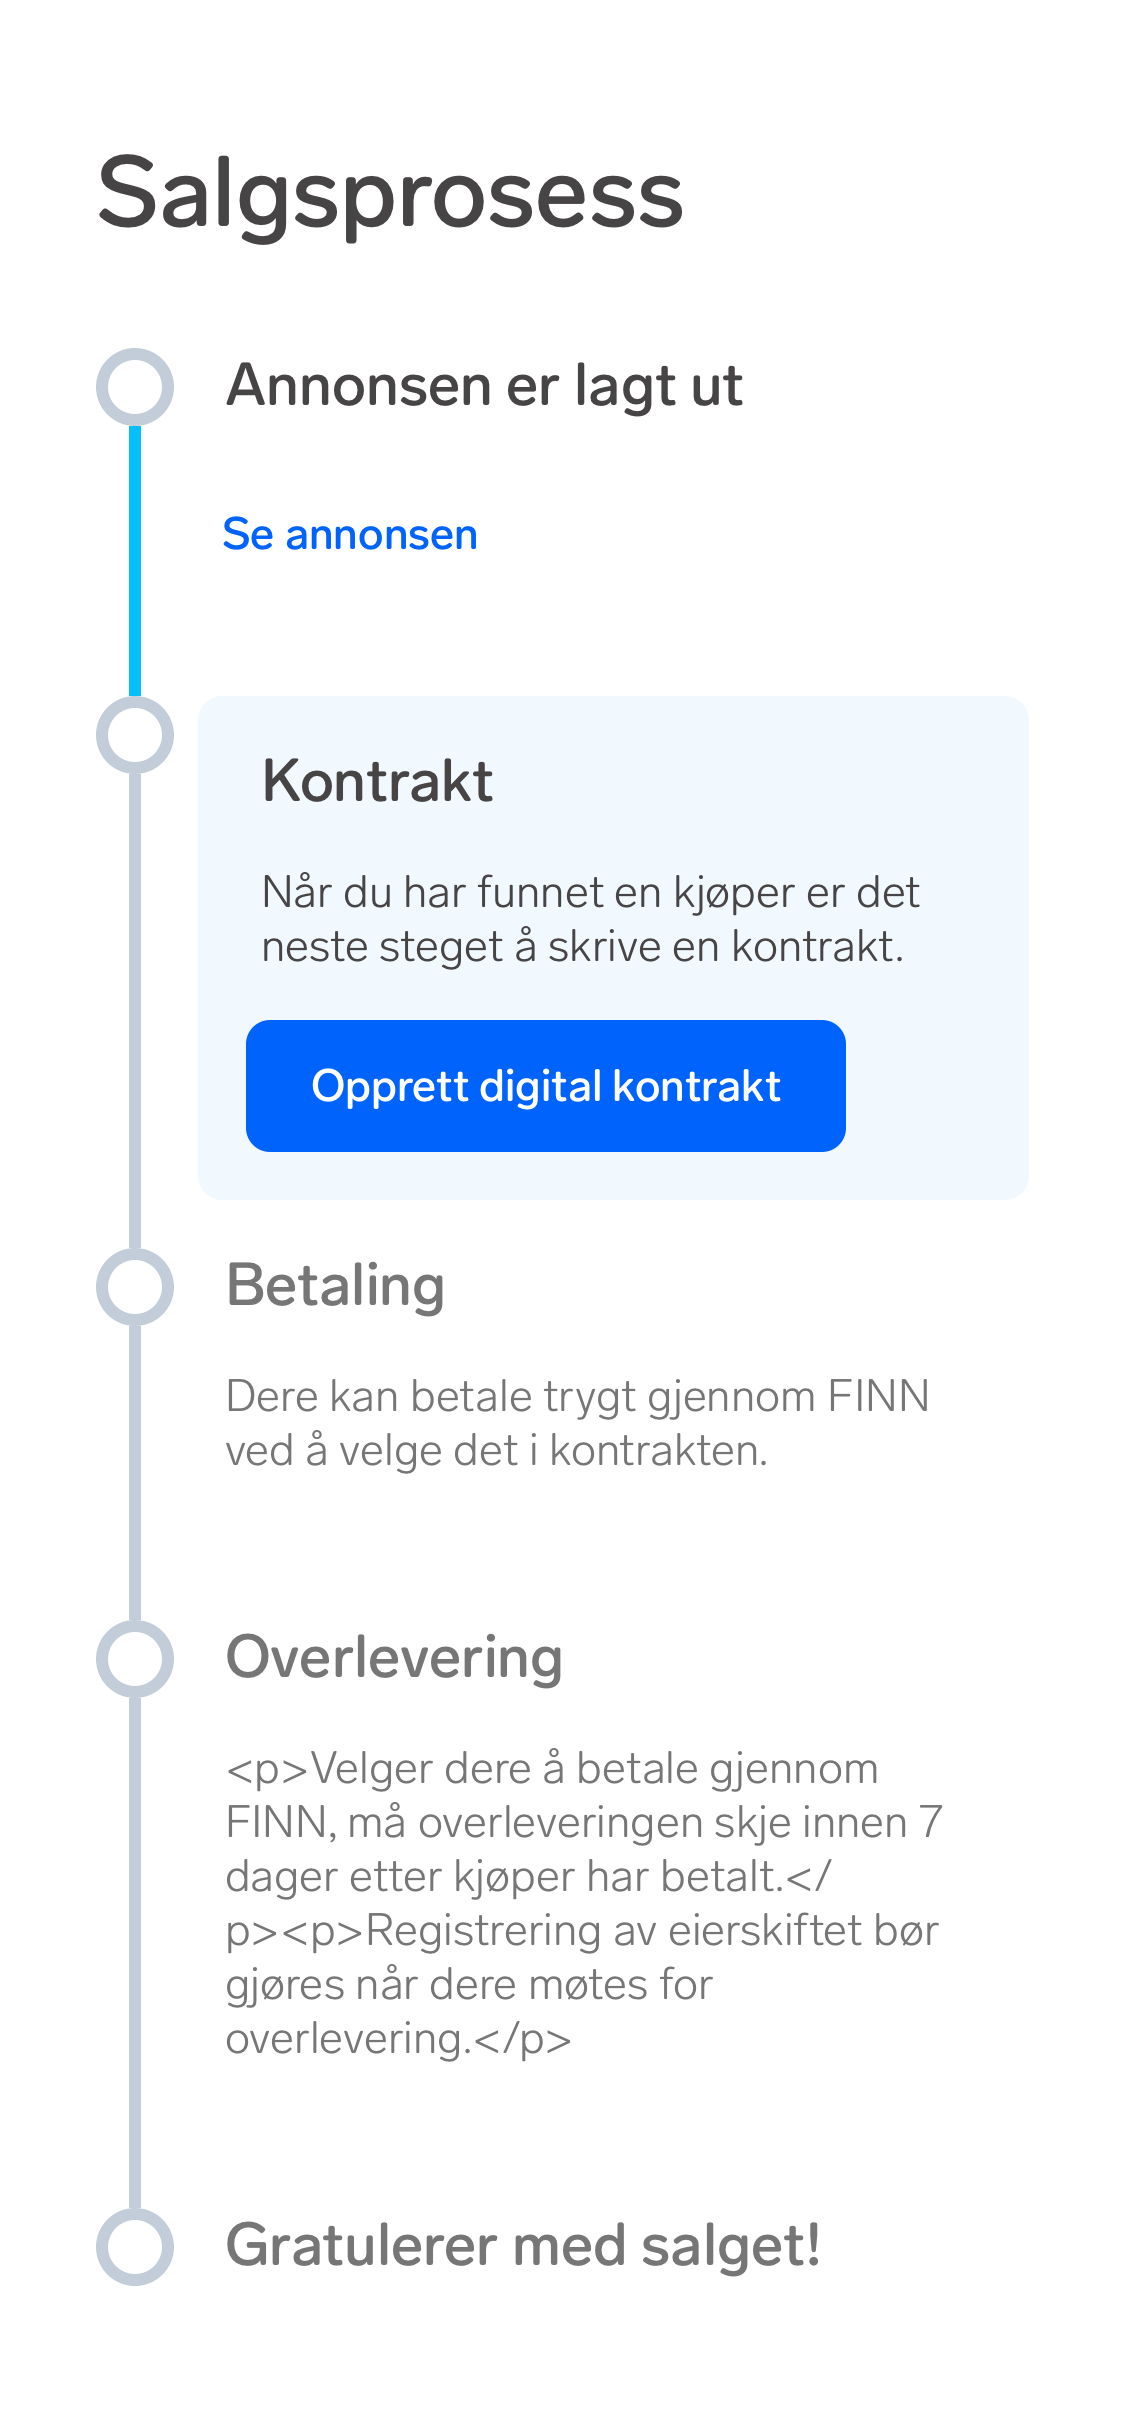 Salgsprosess
Annonsen er lagt ut
Se annonsen
Kontrakt
Når du har funnet en kjøper er det
neste steget å skrive en kontrakt.
Opprett digital kontrakt
Betaling
Dere kan betale trygt gjennom FINN
ved å velge det i kontrakten.
Overlevering
<p>Velger dere å betale gjennom
FINN, må overleveringen skje innen 7
dager etter kjøper har betalt.</
p><p>Registrering av eierskiftet bør
gjøres når dere møtes for
overlevering.</p>
Gratulerer med salget!